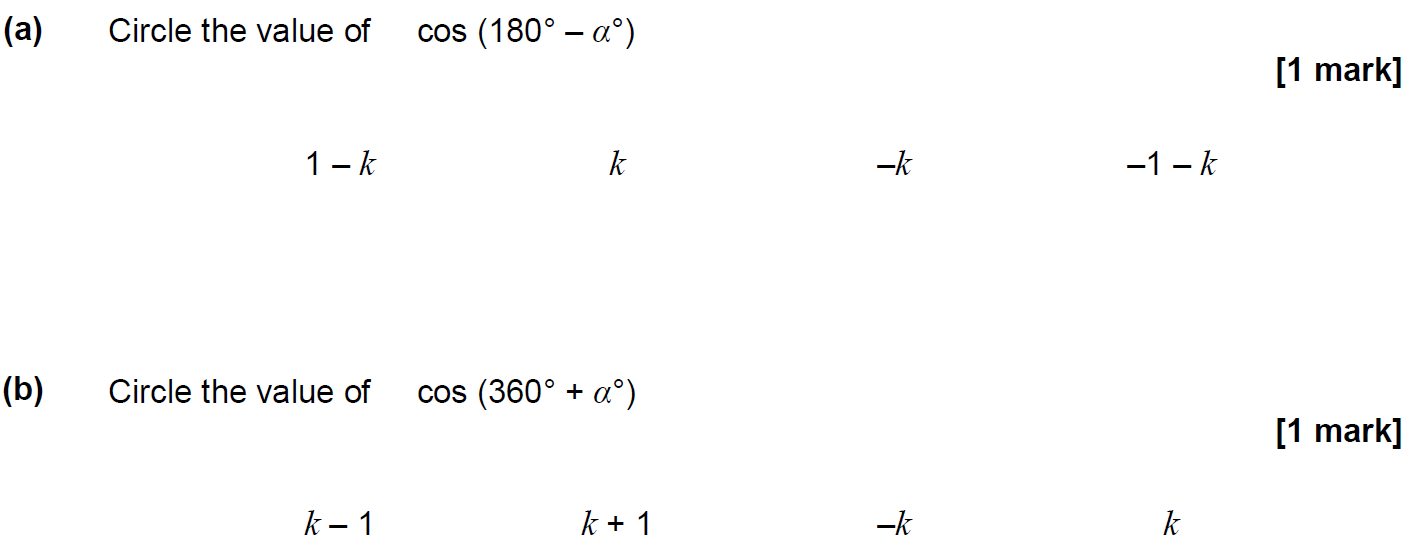 (a) Circle the value of cos (180° – α°)
[1 mark]
1 – k k –k –1 – k
(b) Circle the value of cos (360° + α°)
[1 mark]
k – 1 k + 1 –k k